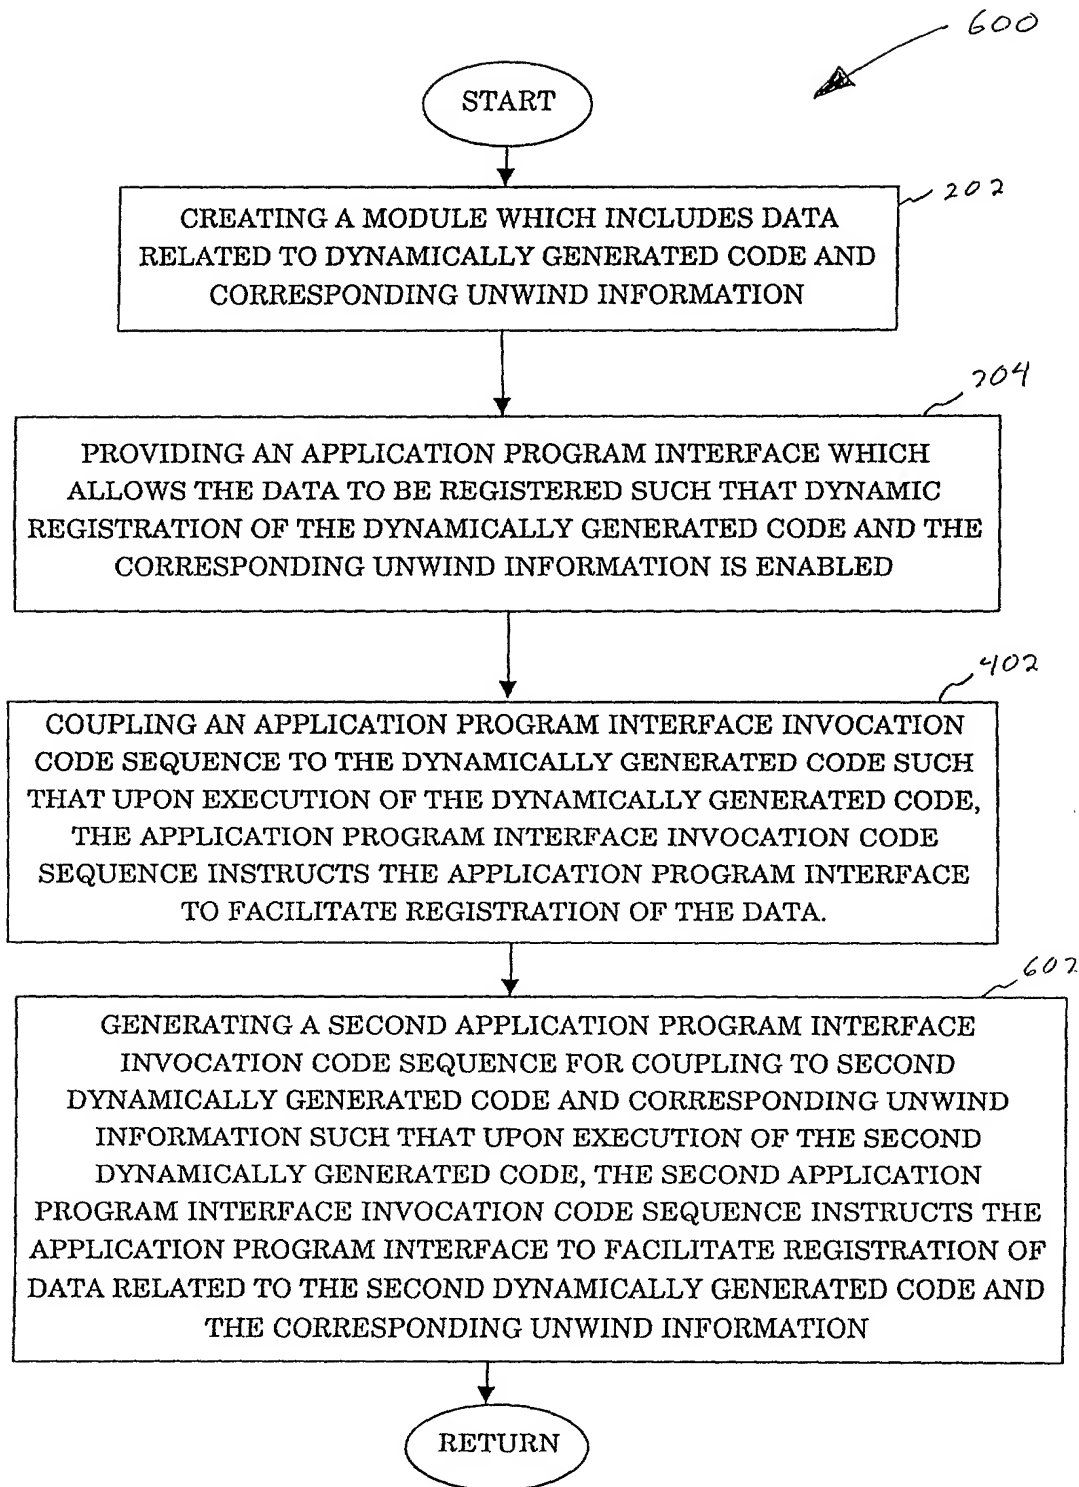 600
START
202
CREATING A MODULE WHICH INCLUDES DATA
RELATED TO DYNAMICALLY GENERATED CODE AND
CORRESPONDING UNWIND INFORMATION
204
PROVIDING AN APPLICATION PROGRAM INTERFACE WHICH
ALLOWS THE DATA TO BE REGISTERED SUCH THAT DYNAMIC
REGISTRATION OF THE DYNAMICALLY GENERATED CODE AND THE
CORRESPONDING UNWIND INFORMATION IS ENABLED
402
COUPLING AN APPLICATION PROGRAM INTERFACE INVOCATION
CODE SEQUENCE TO THE DYNAMICALLY GENERATED CODE SUCH
THAT UPON EXECUTION OF THE DYNAMICALLY GENERATED CODE,
THE APPLICATION PROGRAM INTERFACE INVOCATION CODE
SEQUENCE INSTRUCTS THE APPLICATION PROGRAM INTERFACE
TO FACILITATE REGISTRATION OF THE DATA.
602
GENERATING A SECOND APPLICATION PROGRAM INTERFACE
INVOCATION CODE SEQUENCE FOR COUPLING TO SECOND
DYNAMICALLY GENERATED CODE AND CORRESPONDING UNWIND
INFORMATION SUCH THAT UPON EXECUTION OF THE SECOND
DYNAMICALLY GENERATED CODE, THE SECOND APPLICATION
PROGRAM INTERFACE INVOCATION CODE SEQUENCE INSTRUCTS THE
APPLICATION PROGRAM INTERFACE TO FACILITATE REGISTRATION OF
DATA RELATED TO THE SECOND DYNAMICALLY GENERATED CODE AND
THE CORRESPONDING UNWIND INFORMATION
RETURN